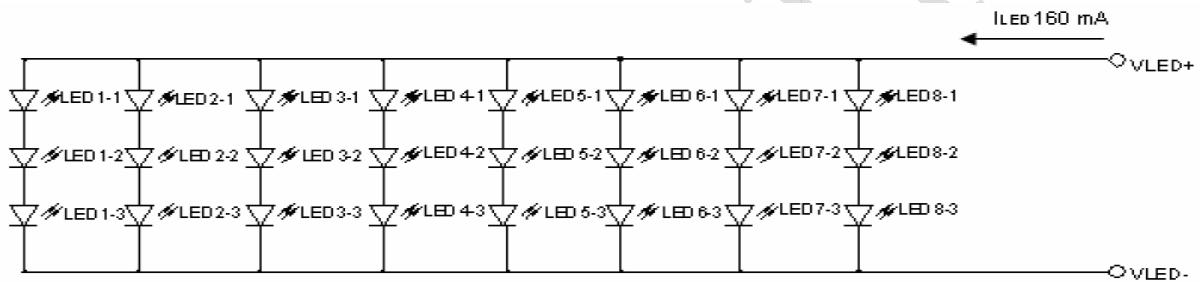 ILED 160 mA
VLED+
LED 1-1 LED 2-1 LED 3-1 LED 4-1 LED 5-1 LED 6-1 LED 7-1 LED 8-1
LED 1-2 LED 2-2 LED 3-2 LED 4-2 LED 5-2 LED 6-2 LED 7-2 LED 8-2
LED 1-3 LED 2-3 LED 3-3 LED 4-3 LED 5-3 LED 6-3 LED 7-3 LED 8-3
VLED-